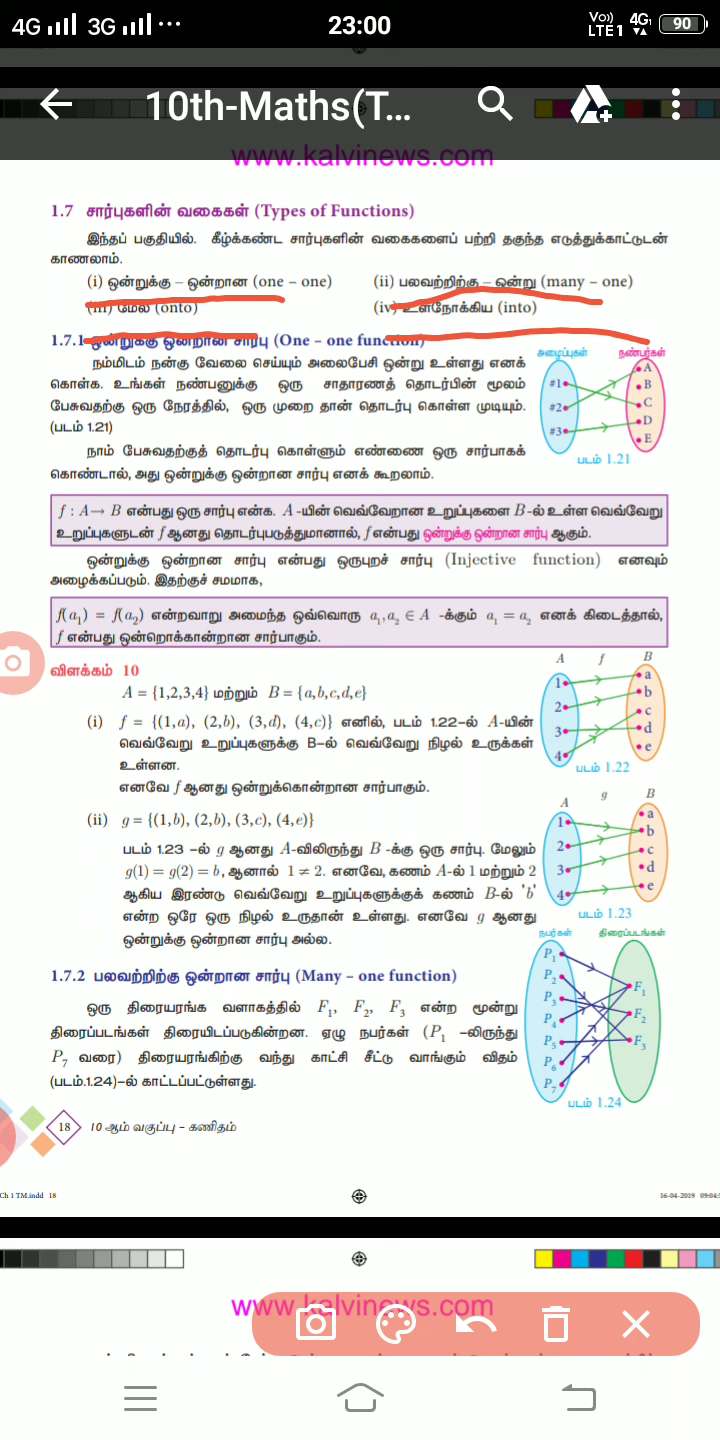 4G 3G ... 23:00 Vo)) LTE1 4G 90
10th-Maths(T...
www.kalvinews.com
1.7 சார்புகளின் வகைகள் (Types of Functions)
இந்தப் பகுதியில். கீழ்க்கண்ட சார்புகளின் வகைகளைப் பற்றி தகுந்த எடுத்துக்காட்டுடன்
காணலாம்.
(i) ஒன்றுக்கு – ஒன்றான (one – one) (ii) பலவற்றிற்கு – ஒன்று (many – one)
(iii) மேல் (onto) (iv) உள்நோக்கிய (into)
1.7.1 ஒன்றுக்கு ஒன்றான சார்பு (One – one function)
நம்மிடம் நன்கு வேலை செய்யும் அலைபேசி ஒன்று உள்ளது எனக்
கொள்க. உங்கள் நண்பனுக்கு ஒரு சாதாரணத் தொடர்பின் மூலம்
பேசுவதற்கு ஒரு நேரத்தில், ஒரு முறை தான் தொடர்பு கொள்ள முடியும்.
(படம் 1.21)
நாம் பேசுவதற்குத் தொடர்பு கொள்ளும் எண்ணை ஒரு சார்பாகக்
கொண்டால், அது ஒன்றுக்கு ஒன்றான சார்பு எனக் கூறலாம்.
அழைப்புகள் நண்பர்கள்
#1 A
B
#2 C
#3 D
E
படம் 1.21
f : A→ B என்பது ஒரு சார்பு என்க. A -யின் வெவ்வேறான உறுப்புகளை B -ல் உள்ள வெவ்வேறு
உறுப்புகளுடன் f ஆனது தொடர்புபடுத்துமானால், f என்பது ஒன்றுக்கு ஒன்றான சார்பு ஆகும்.
ஒன்றுக்கு ஒன்றான சார்பு என்பது ஒருபுறச் சார்பு (Injective function) எனவும்
அழைக்கப்படும். இதற்குச் சமமாக,
f(a₁) = f(a₂) என்றவாறு அமைந்த ஒவ்வொரு a₁,a₂ ∈ A -க்கும் a₁ = a₂ எனக் கிடைத்தால்,
f என்பது ஒன்றொக்கான்றான சார்பாகும்.
விளக்கம் 10
A = {1,2,3,4} மற்றும் B = {a,b,c,d,e}
(i) f = {(1,a), (2,b), (3,d), (4,c)} எனில், படம் 1.22–ல் A-யின்
வெவ்வேறு உறுப்புகளுக்கு B–ல் வெவ்வேறு நிழல் உருக்கள்
உள்ளன.
எனவே f ஆனது ஒன்றுக்கொன்றான சார்பாகும்.
A f B
1 a
2 b
c
3 d
4 e
படம் 1.22
(ii) g = {(1,b), (2,b), (3,c), (4,e)}
படம் 1.23 –ல் g ஆனது A-விலிருந்து B -க்கு ஒரு சார்பு. மேலும்
g(1) = g(2) = b, ஆனால் 1 ≠ 2. எனவே, கணம் A-ல் 1 மற்றும் 2
ஆகிய இரண்டு வெவ்வேறு உறுப்புகளுக்குக் கணம் B-ல் 'b'
என்ற ஒரே ஒரு நிழல் உருதான் உள்ளது. எனவே g ஆனது
ஒன்றுக்கு ஒன்றான சார்பு அல்ல.
A g B
1 a
b
2 c
3 d
4 e
படம் 1.23
1.7.2 பலவற்றிற்கு ஒன்றான சார்பு (Many – one function)
ஒரு திரையரங்க வளாகத்தில் F₁, F₂, F₃ என்ற மூன்று
திரைப்படங்கள் திரையிடப்படுகின்றன. ஏழு நபர்கள் (P₁ –லிருந்து
P₇ வரை) திரையரங்கிற்கு வந்து காட்சி சீட்டு வாங்கும் விதம்
(படம்.1.24)–ல் காட்டப்பட்டுள்ளது.
நபர்கள் திரைப்படங்கள்
P₁
P₂ F₁
P₃
P₄ F₂
P₅ F₃
P₆
P₇
படம் 1.24
18 10 ஆம் வகுப்பு – கணிதம்
Ch 1 TM.indd 18
www.kalvinews.com